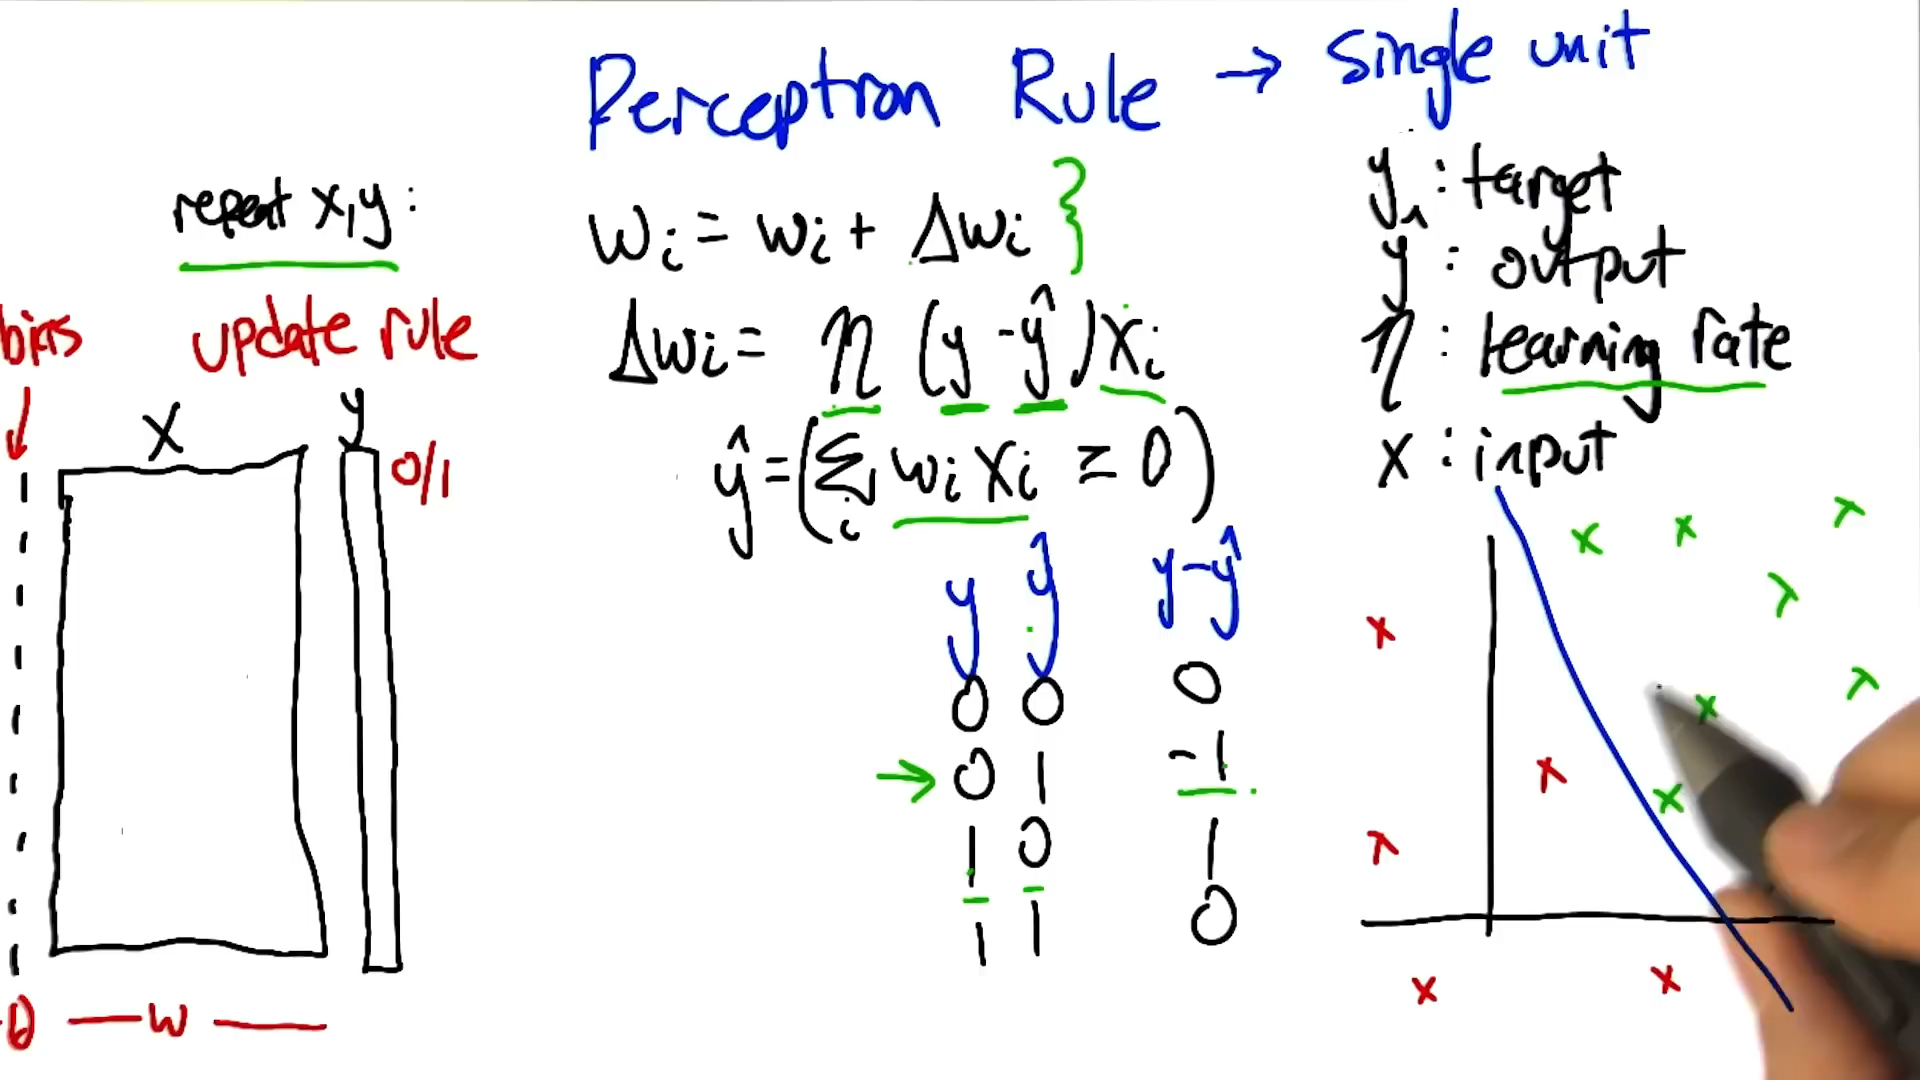 Perceptron Rule → single unit
repeat x,y:
wᵢ = wᵢ + Δwᵢ }
y : target
ŷ : output
bias
update rule
Δwᵢ = η (y - ŷ) xᵢ
η : learning rate
X
y
0/1
ŷ = (Σᵢ wᵢ xᵢ ≥ 0)
x : input
y ŷ y-ŷ
0 0 0
→ 0 1 -1
1 0 1
1 1 0
-θ — w —